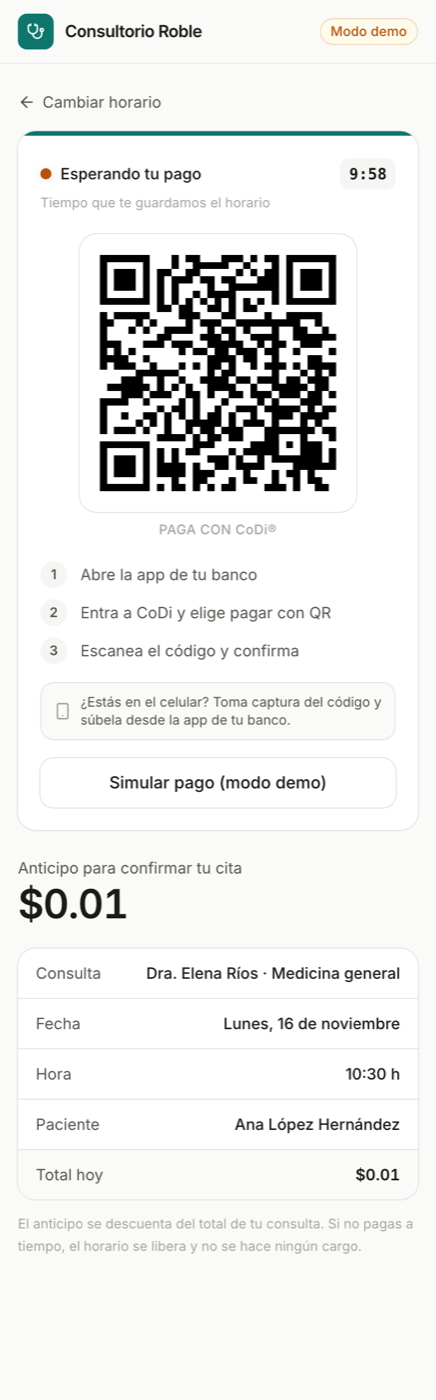 Consultorio Roble
Modo demo
Cambiar horario
Esperando tu pago
9:58
Tiempo que te guardamos el horario
PAGA CON CoDi®
1 Abre la app de tu banco
2 Entra a CoDi y elige pagar con QR
3 Escanea el código y confirma
¿Estás en el celular? Toma captura del código y
súbela desde la app de tu banco.
Simular pago (modo demo)
Anticipo para confirmar tu cita
$0.01
Consulta Dra. Elena Ríos · Medicina general
Fecha Lunes, 16 de noviembre
Hora 10:30 h
Paciente Ana López Hernández
Total hoy $0.01
El anticipo se descuenta del total de tu consulta. Si no pagas a
tiempo, el horario se libera y no se hace ningún cargo.